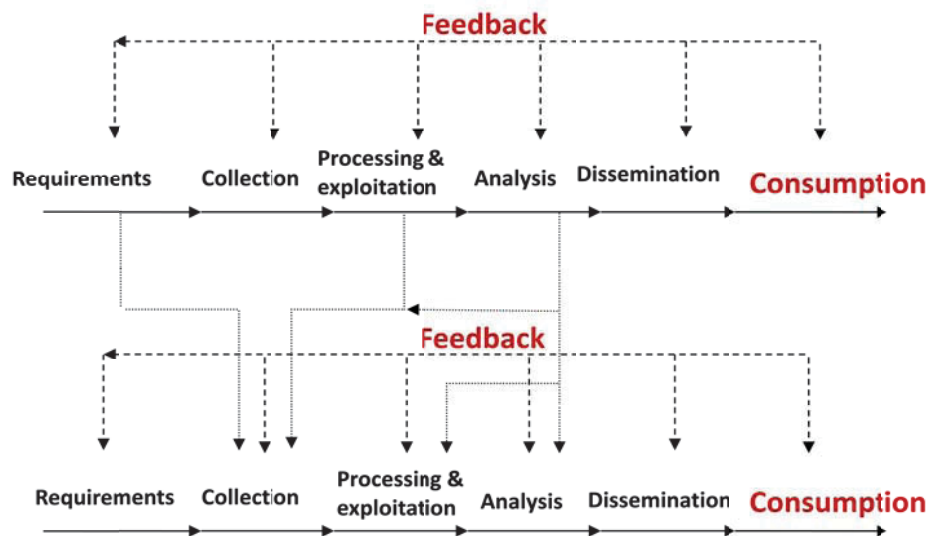 Feedback
Requirements
Collection
Processing &
exploitation
Analysis
Dissemination
Consumption
Feedback
Requirements
Collection
Processing &
exploitation
Analysis
Dissemination
Consumption